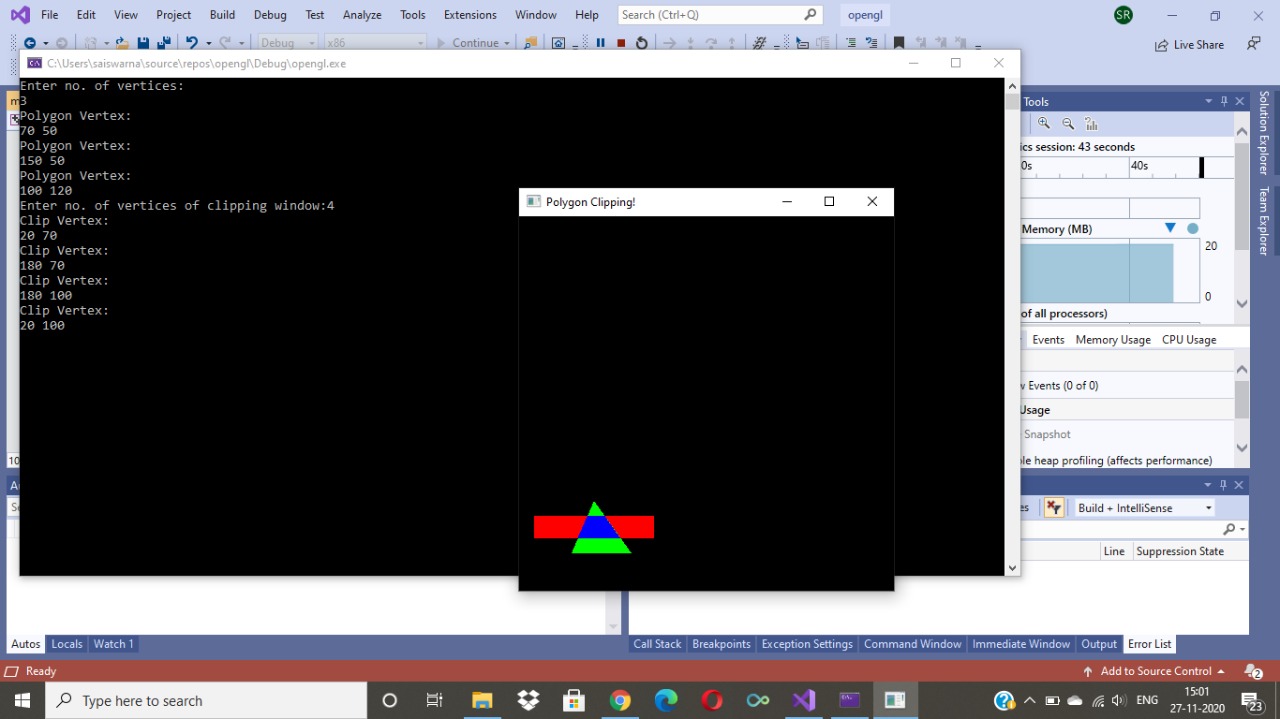 File Edit View Project Build Debug Test Analyze Tools Extensions Window Help Search (Ctrl+Q) opengl SR
Debug x86 Continue Live Share
C:\Users\saiswarna\source\repos\opengl\Debug\opengl.exe
Enter no. of vertices:
3
Polygon Vertex:
70 50
Polygon Vertex:
150 50
Polygon Vertex:
100 120
Enter no. of vertices of clipping window:4
Clip Vertex:
20 70
Clip Vertex:
180 70
Clip Vertex:
180 100
Clip Vertex:
20 100
Polygon Clipping!
Tools
ics session: 43 seconds
0s 40s
Memory (MB)
20
0
of all processors)
Events Memory Usage CPU Usage
v Events (0 of 0)
Usage
Snapshot
le heap profiling (affects performance)
Solution Explorer
Team Explorer
10
es Build + IntelliSense
Line Suppression State
Autos Locals Watch 1
Call Stack Breakpoints Exception Settings Command Window Immediate Window Output Error List
Ready Add to Source Control 2
Type here to search ENG 15:01
27-11-2020 23